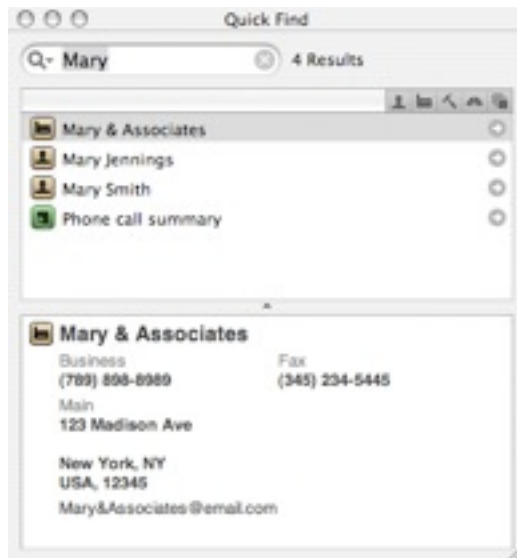 Quick Find
Mary 4 Results
Mary & Associates
Mary Jennings
Mary Smith
Phone call summary
Mary & Associates
Business Fax
(789) 898-8989 (345) 234-5445
Main
123 Madison Ave
New York, NY
USA, 12345
Mary&Associates@email.com